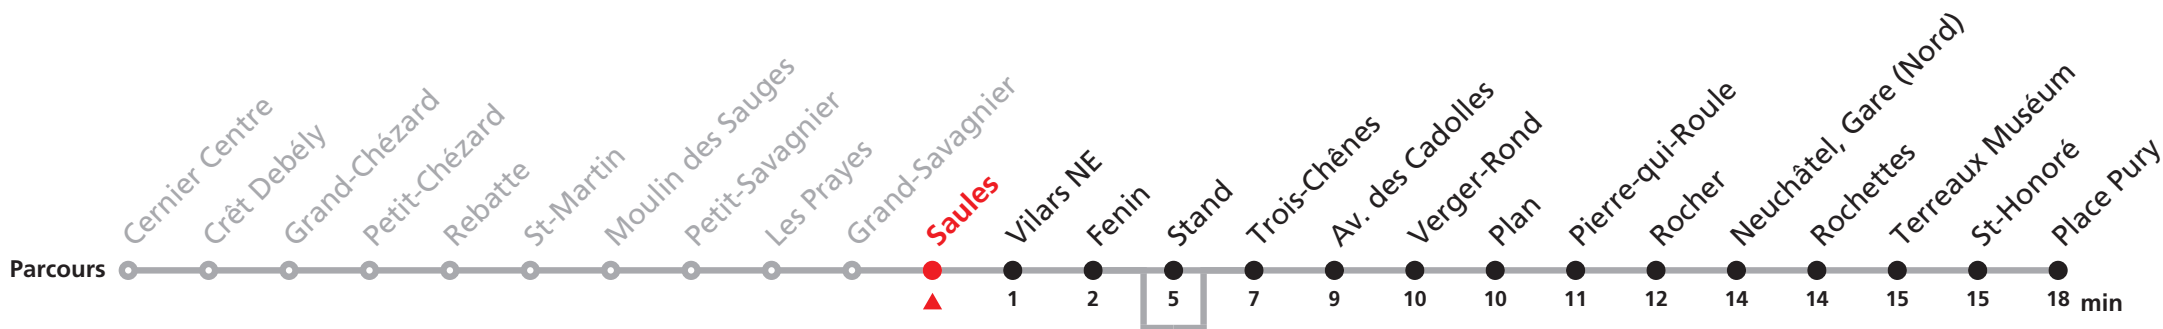 Cernier Centre
Crêt Debély
Grand-Chézard
Petit-Chézard
Rebatte
St-Martin
Moulin des Sauges
Petit-Savagnier
Les Prayes
Grand-Savagnier
Saules
Vilars NE
Fenin
Stand
Trois-Chênes
Av. des Cadolles
Verger-Rond
Plan
Pierre-qui-Roule
Rocher
Neuchâtel, Gare (Nord)
Rochettes
Terreaux Muséum
St-Honoré
Place Pury
Parcours
1 2 5 7 9 10 10 11 12 14 14 15 15 18 min